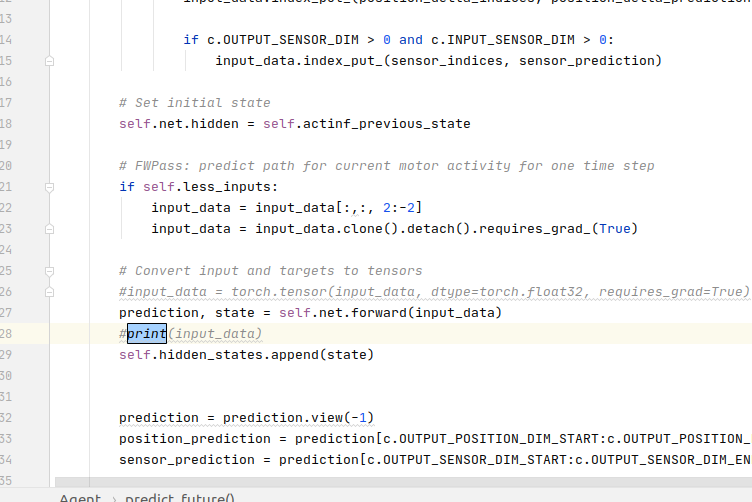 12 input_data.index_put_(position_delta_indices, position_delta_prediction
13
14 if c.OUTPUT_SENSOR_DIM > 0 and c.INPUT_SENSOR_DIM > 0:
15 input_data.index_put_(sensor_indices, sensor_prediction)
16
17 # Set initial state
18 self.net.hidden = self.actinf_previous_state
19
20 # FWPass: predict path for current motor activity for one time step
21 if self.less_inputs:
22 input_data = input_data[:,:, 2:-2]
23 input_data = input_data.clone().detach().requires_grad_(True)
24
25 # Convert input and targets to tensors
26 #input_data = torch.tensor(input_data, dtype=torch.float32, requires_grad=True)
27 prediction, state = self.net.forward(input_data)
28 #print(input_data)
29 self.hidden_states.append(state)
30
31
32 prediction = prediction.view(-1)
33 position_prediction = prediction[c.OUTPUT_POSITION_DIM_START:c.OUTPUT_POSITION_
34 sensor_prediction = prediction[c.OUTPUT_SENSOR_DIM_START:c.OUTPUT_SENSOR_DIM_EN
35
Agent › predict_future()